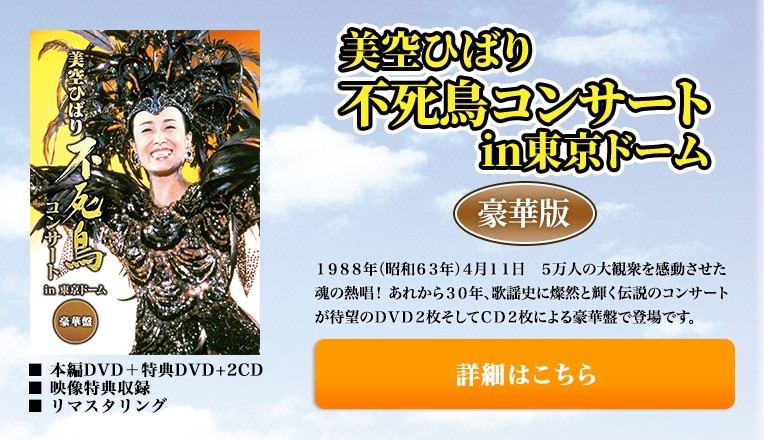 美空ひばり
不死鳥コンサート
in東京ドーム
豪華版
1988年(昭和63年)4月11日　5万人の大観衆を感動させた
魂の熱唱! あれから30年、歌謡史に燦然と輝く伝説のコンサート
が待望のDVD2枚そしてCD2枚による豪華盤で登場です。
詳細はこちら
美空ひばり
不死鳥
コンサート
in 東京ドーム
豪華盤
■ 本編DVD＋特典DVD+2CD
■ 映像特典収録
■ リマスタリング